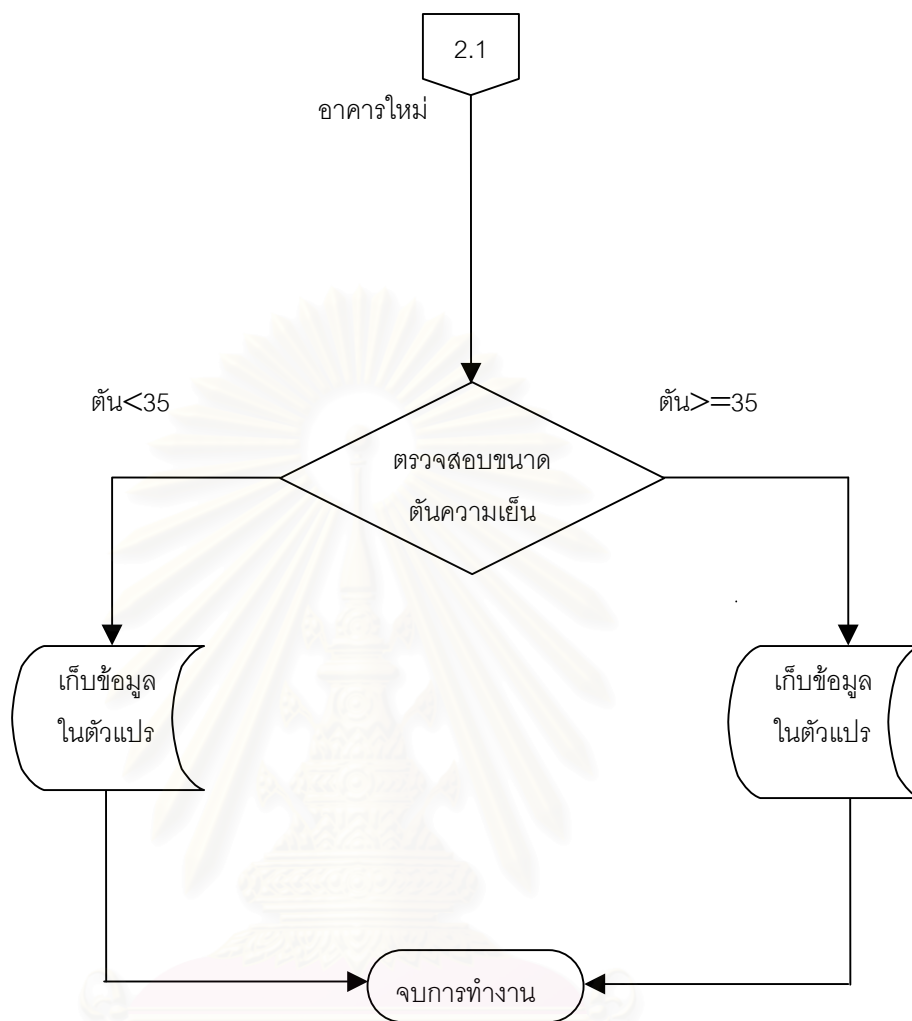 2.1
อาคารใหม่
ตัน<35
ตัน>=35
ตรวจสอบขนาด
ตันความเย็น
เก็บข้อมูล
ในตัวแปร
เก็บข้อมูล
ในตัวแปร
จบการทำงาน